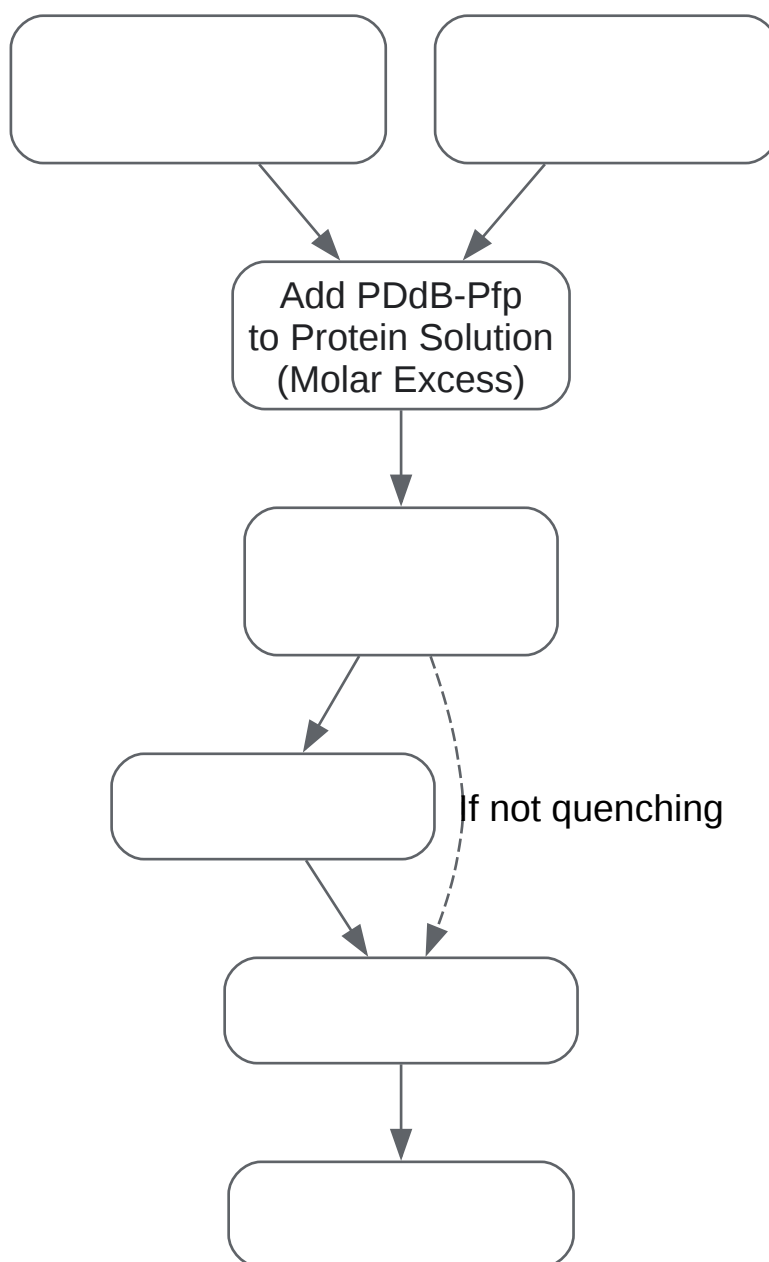 Add PDdB-Pfp
to Protein Solution
(Molar Excess)
If not quenching